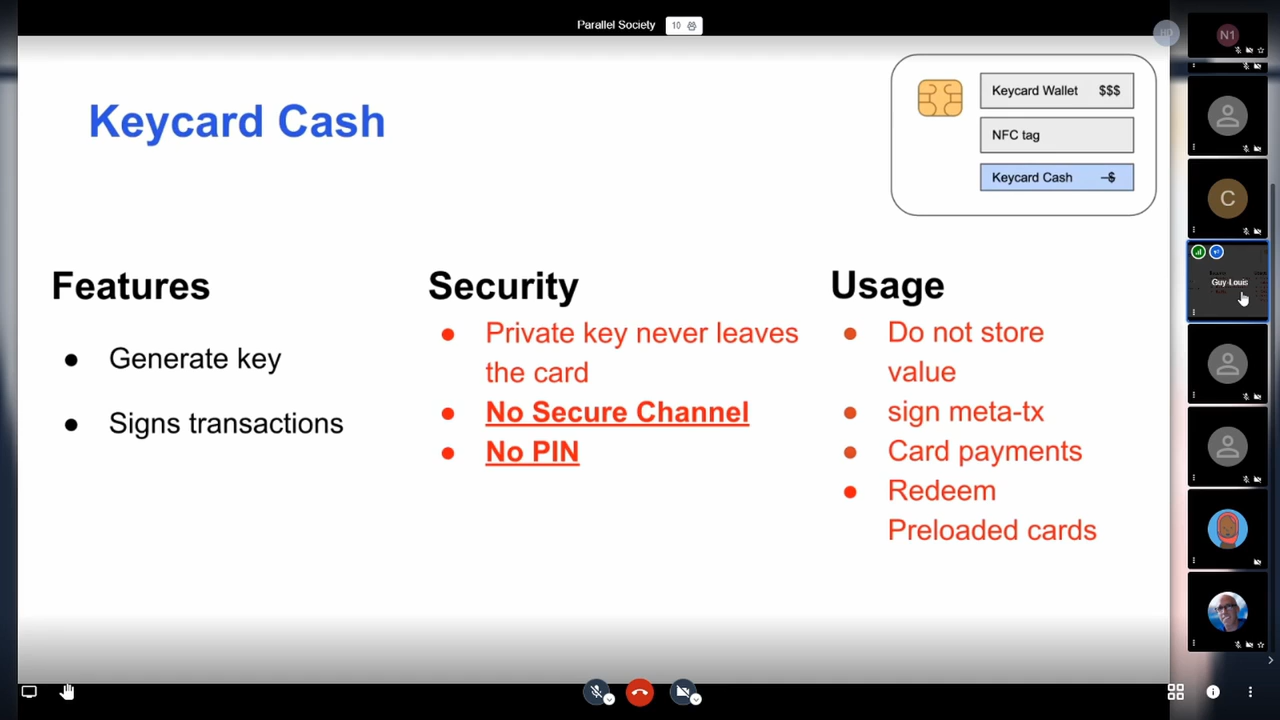 Parallel Society
10
HD
N1
Keycard Wallet $$$
Keycard Cash
NFC tag
Keycard Cash $
C
Guy Louis
Features
Generate key
Signs transactions
Security
Private key never leaves
the card
No Secure Channel
No PIN
Usage
Do not store
value
sign meta-tx
Card payments
Redeem
Preloaded cards